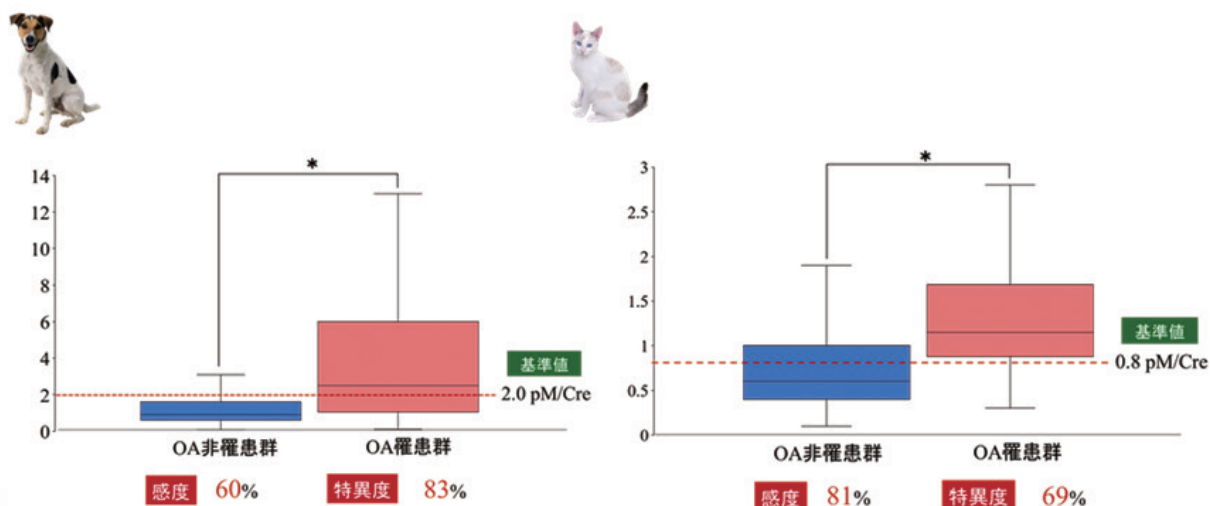 *
14
12
10
8
6
4
2
0
基準値
2.0 pM/Cre
OA非罹患群
OA罹患群
感度 60%
特異度 83%
*
3
2.5
2
1.5
1
0.5
0
基準値
0.8 pM/Cre
OA非罹患群
OA罹患群
感度 81%
特異度 69%